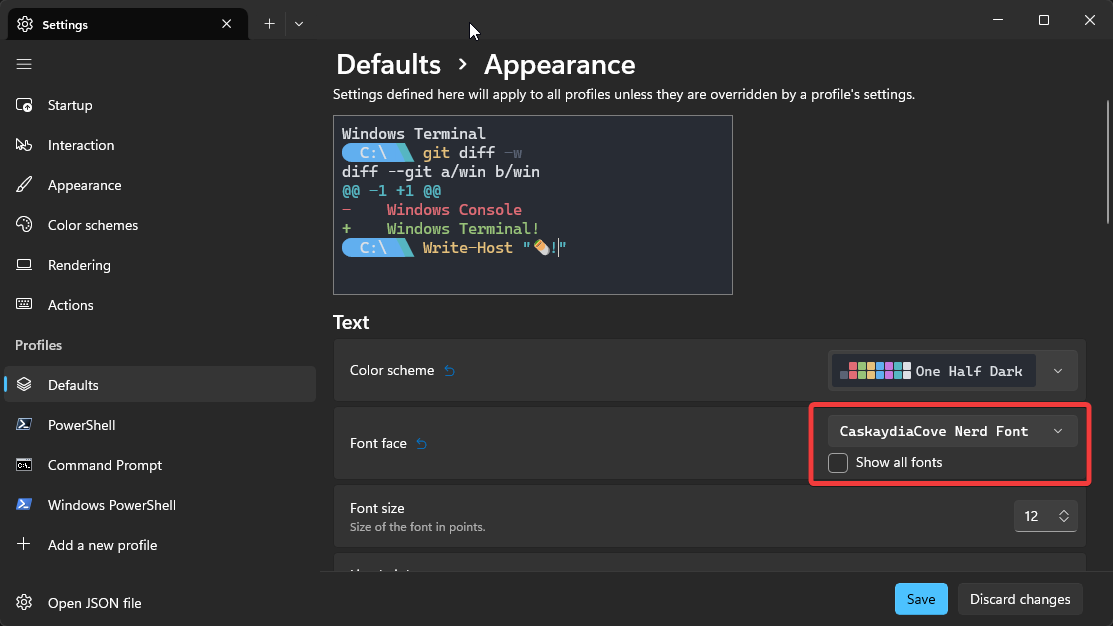 Settings
Startup
Interaction
Appearance
Color schemes
Rendering
Actions
Profiles
Defaults
PowerShell
Command Prompt
Windows PowerShell
Add a new profile
Open JSON file
Defaults > Appearance
Settings defined here will apply to all profiles unless they are overridden by a profile's settings.
Windows Terminal
C:\ git diff -w
diff --git a/win b/win
@@ -1 +1 @@
- Windows Console
+ Windows Terminal!
C:\ Write-Host "🌯!"
Text
Color scheme
One Half Dark
Font face
CaskaydiaCove Nerd Font
Show all fonts
Font size
Size of the font in points.
12
Save
Discard changes